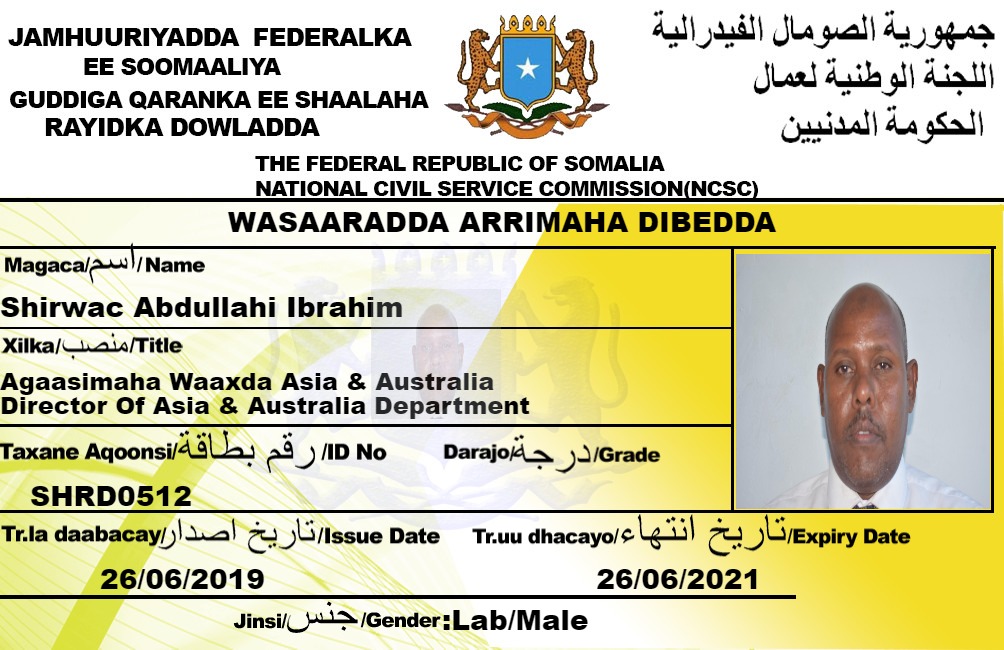 JAMHUURIYADDA FEDERALKA
EE SOOMAALIYA
GUDDIGA QARANKA EE SHAALAHA
RAYIDKA DOWLADDA
جمهورية الصومال الفيدرالية
اللجنة الوطنية لعمال
الحكومة المدنيين
THE FEDERAL REPUBLIC OF SOMALIA
NATIONAL CIVIL SERVICE COMMISSION(NCSC)
WASAARADDA ARRIMAHA DIBEDDA
Magaca/اسم/Name
Shirwac Abdullahi Ibrahim
Xilka/منصب/Title
Agaasimaha Waaxda Asia & Australia
Director Of Asia & Australia Department
Taxane Aqoonsi/رقم بطاقة/ID No
Darajo/درجة/Grade
SHRD0512
Tr.la daabacay/تاريخ اصدار/Issue Date
Tr.uu dhacayo/تاريخ انتهاء/Expiry Date
26/06/2019
26/06/2021
Jinsi/جنس/Gender:Lab/Male